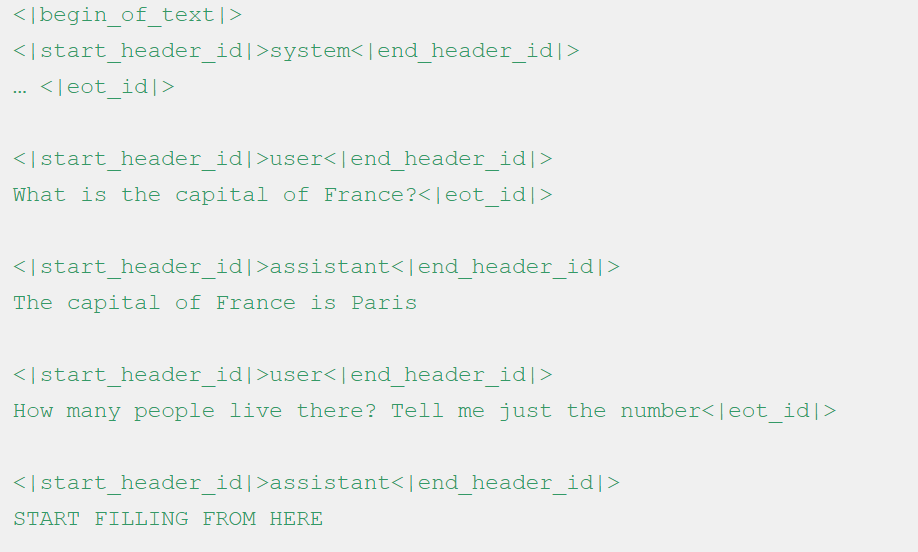 <|begin_of_text|>
<|start_header_id|>system<|end_header_id|>
… <|eot_id|>
<|start_header_id|>user<|end_header_id|>
What is the capital of France?<|eot_id|>
<|start_header_id|>assistant<|end_header_id|>
The capital of France is Paris
<|start_header_id|>user<|end_header_id|>
How many people live there? Tell me just the number<|eot_id|>
<|start_header_id|>assistant<|end_header_id|>
START FILLING FROM HERE